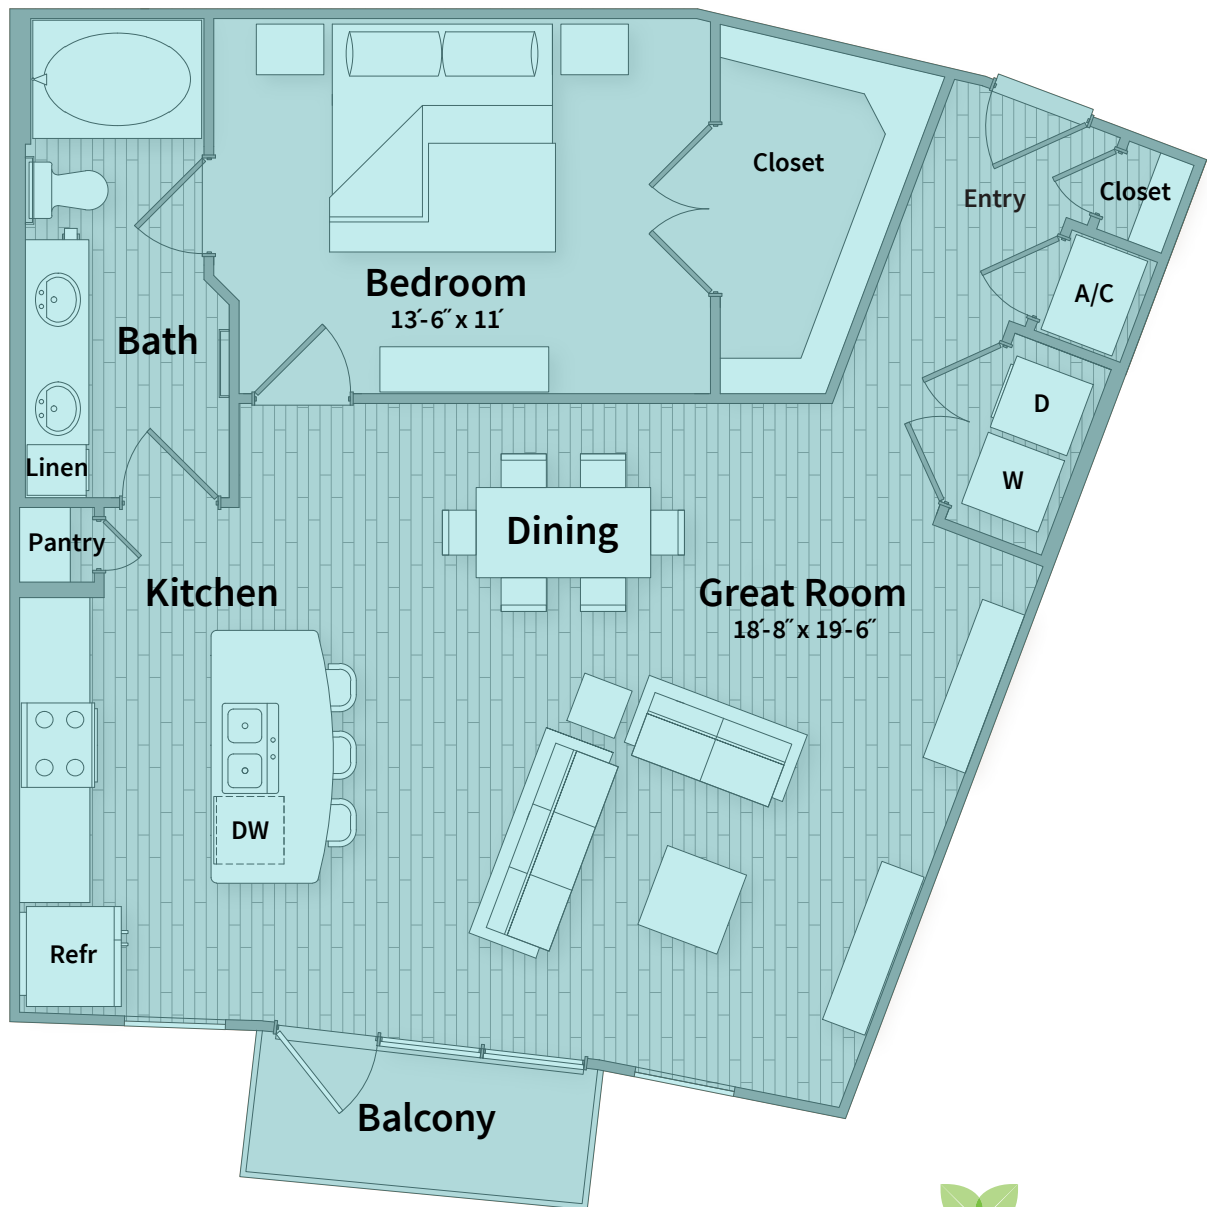 Closet
Entry
Closet
Bedroom
13´-6˝ x 11´
A/C
Bath
D
Linen
W
Pantry
Dining
Kitchen
Great Room
18´-8˝ x 19´-6˝
DW
Refr
Balcony